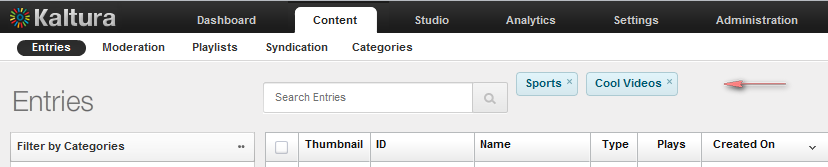 Kaltura Dashboard Content Studio Analytics Settings Administration
Entries Moderation Playlists Syndication Categories
Entries Search Entries Sports × Cool Videos ×
Filter by Categories Thumbnail ID Name Type Plays Created On